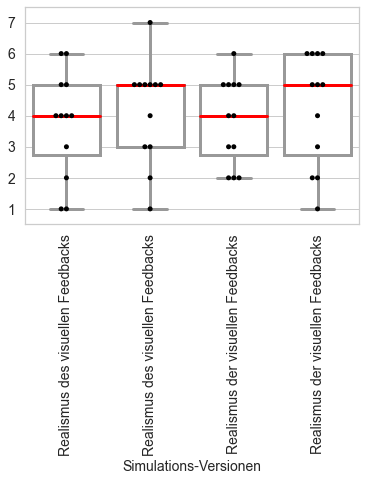 7
6
5
4
3
2
1
Realismus des visuellen Feedbacks
Realismus des visuellen Feedbacks
Realismus der visuellen Feedbacks
Realismus der visuellen Feedbacks
Simulations-Versionen